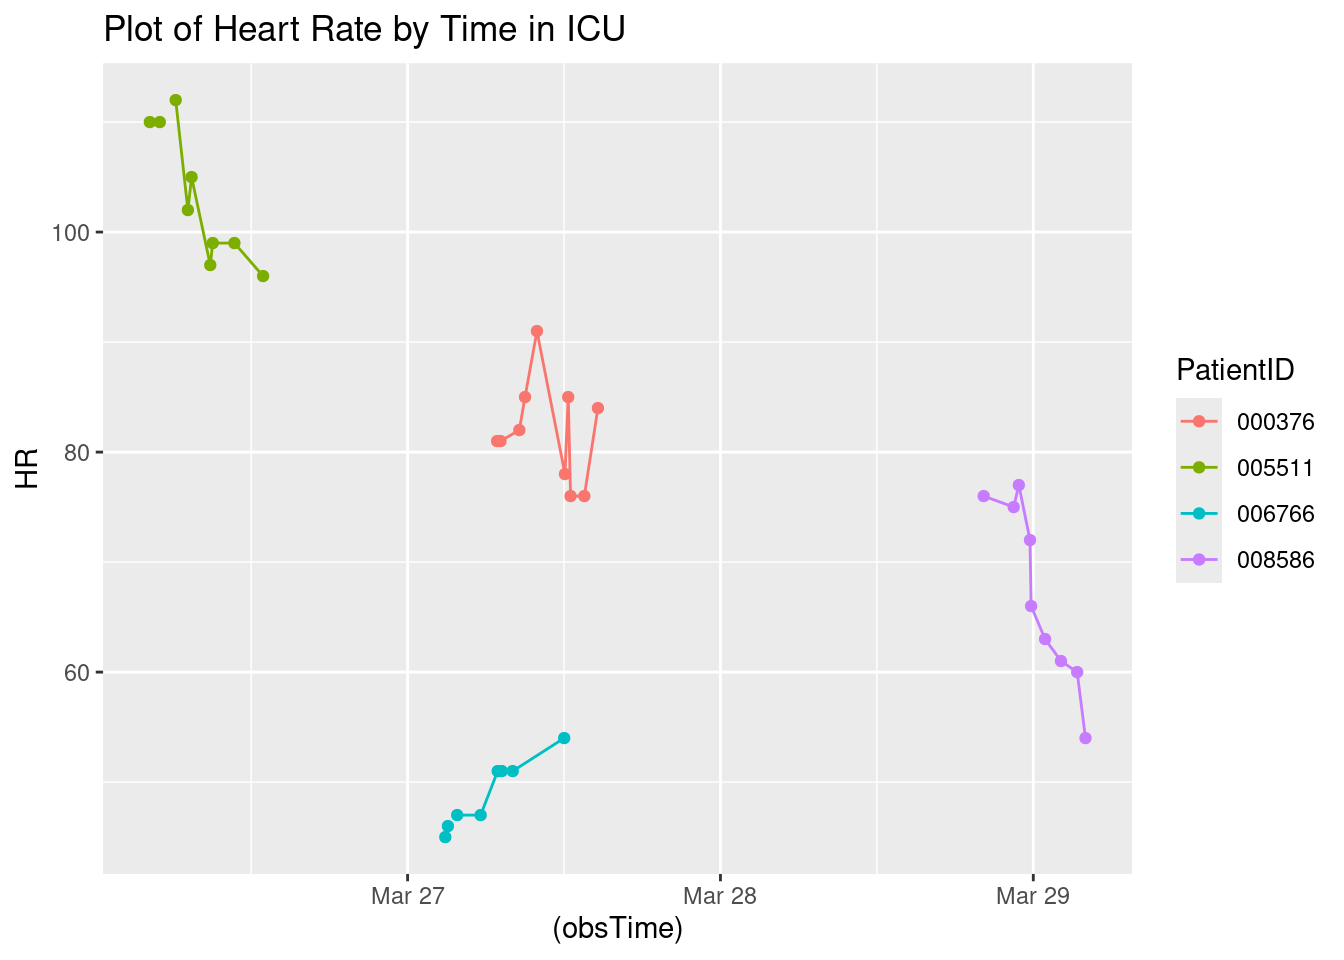 Plot of Heart Rate by Time in ICU
HR
100
80
60
Mar 27
Mar 28
Mar 29
(obsTime)
PatientID
000376
005511
006766
008586